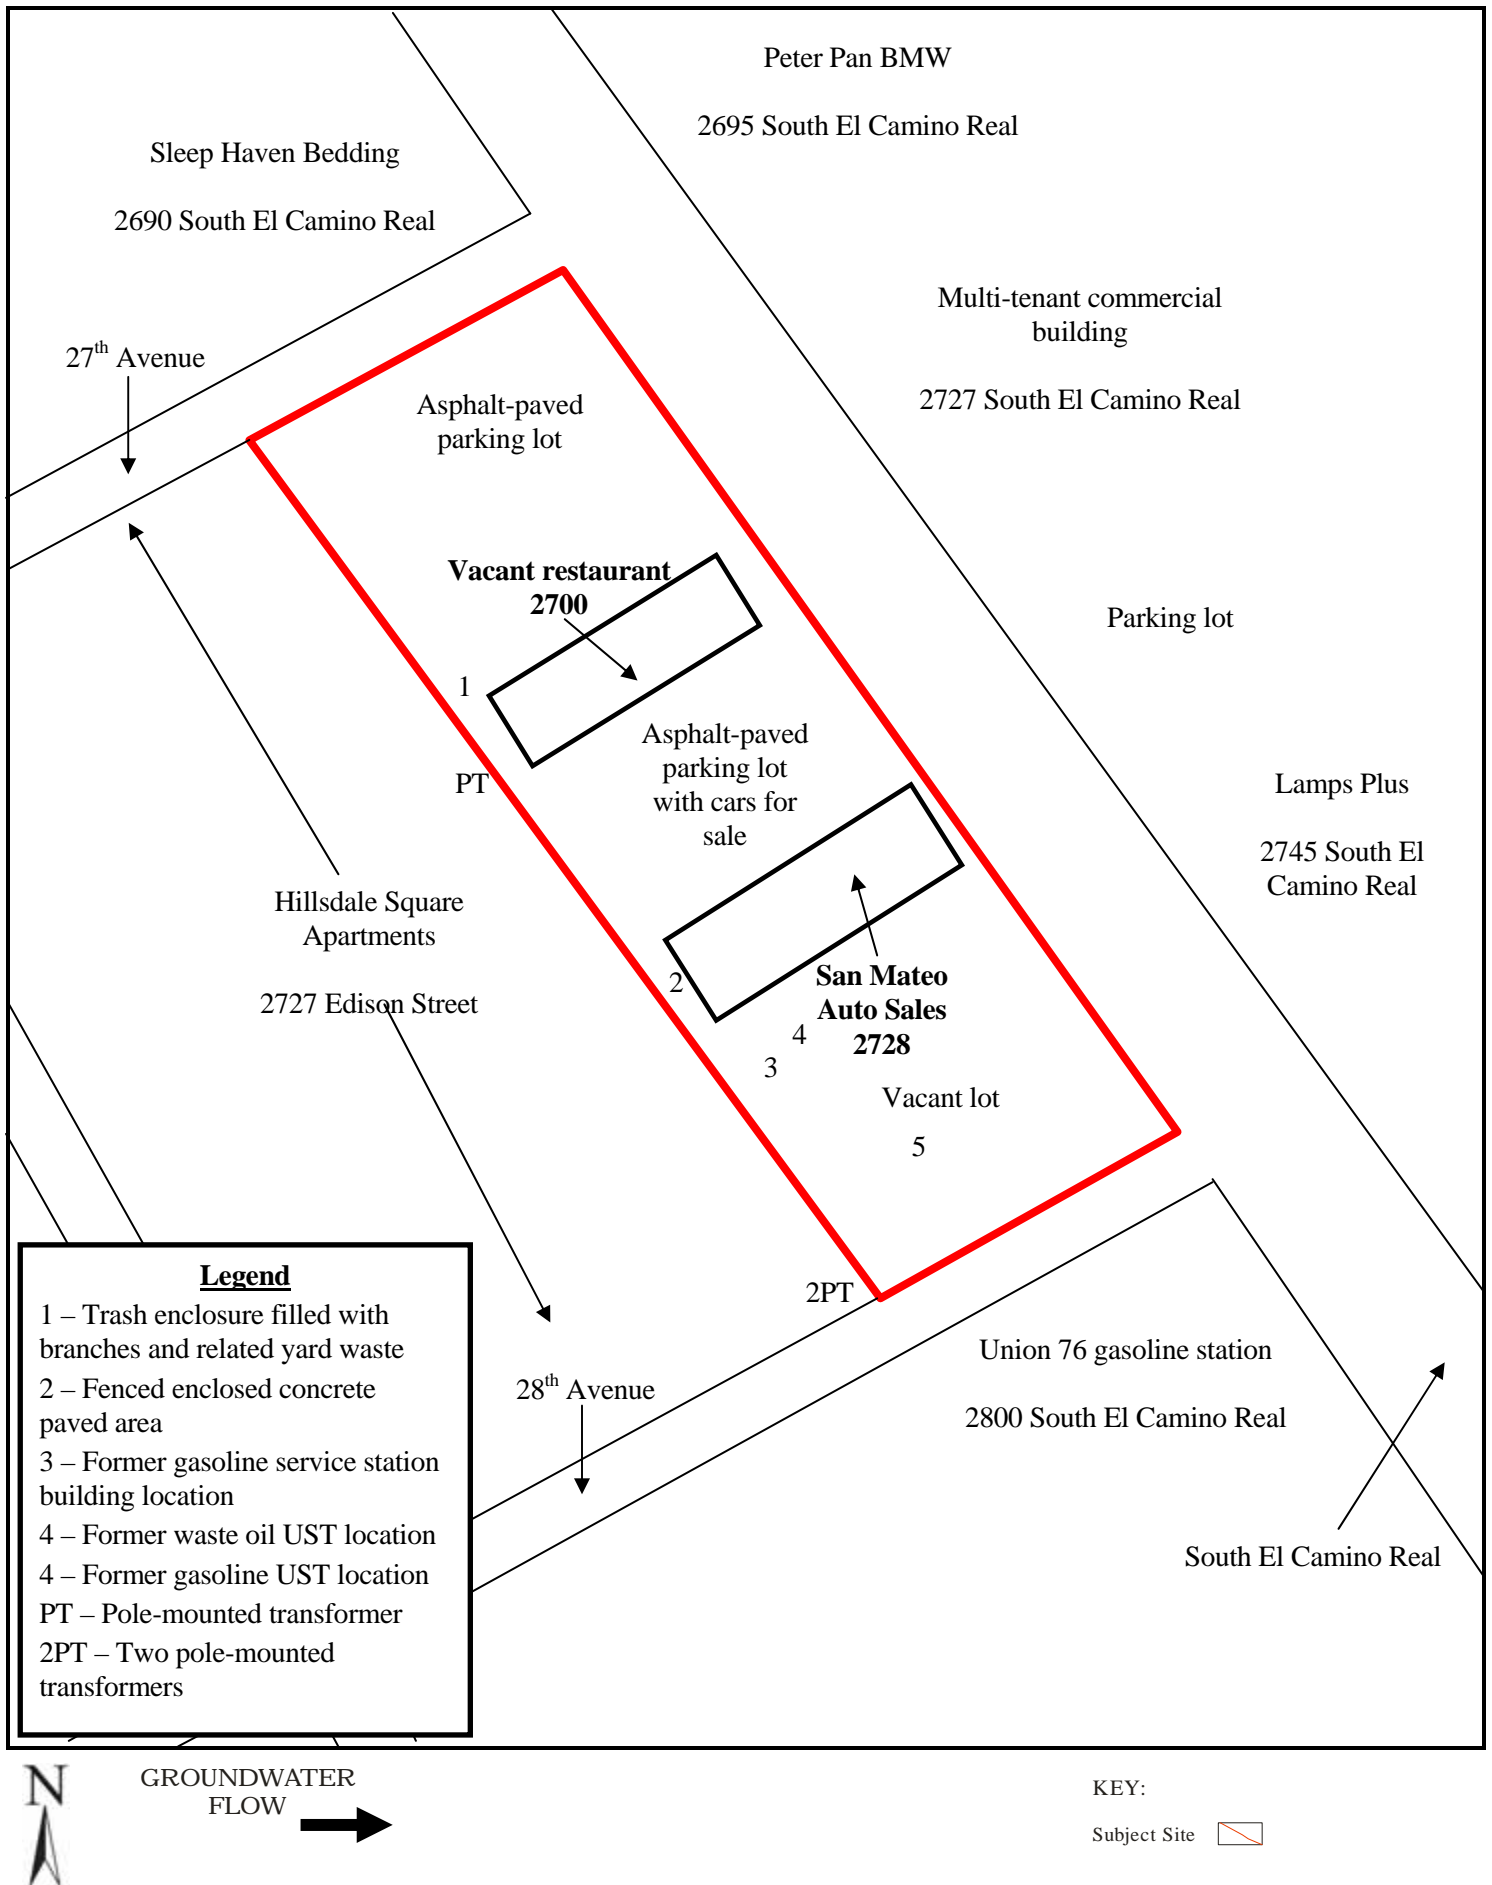 Peter Pan BMW
2695 South El Camino Real
Sleep Haven Bedding
2690 South El Camino Real
Multi-tenant commercial
building
2727 South El Camino Real
27th Avenue
Asphalt-paved
parking lot
Vacant restaurant
2700
Parking lot
1
Asphalt-paved
parking lot
with cars for
sale
PT
Lamps Plus
2745 South El
Camino Real
Hillsdale Square
Apartments
2727 Edison Street
2
San Mateo
Auto Sales
2728
4
3
Vacant lot
5
2PT
Union 76 gasoline station
2800 South El Camino Real
28th Avenue
South El Camino Real
Legend
1 – Trash enclosure filled with
branches and related yard waste
2 – Fenced enclosed concrete
paved area
3 – Former gasoline service station
building location
4 – Former waste oil UST location
4 – Former gasoline UST location
PT – Pole-mounted transformer
2PT – Two pole-mounted
transformers
N
GROUNDWATER
FLOW
KEY:
Subject Site